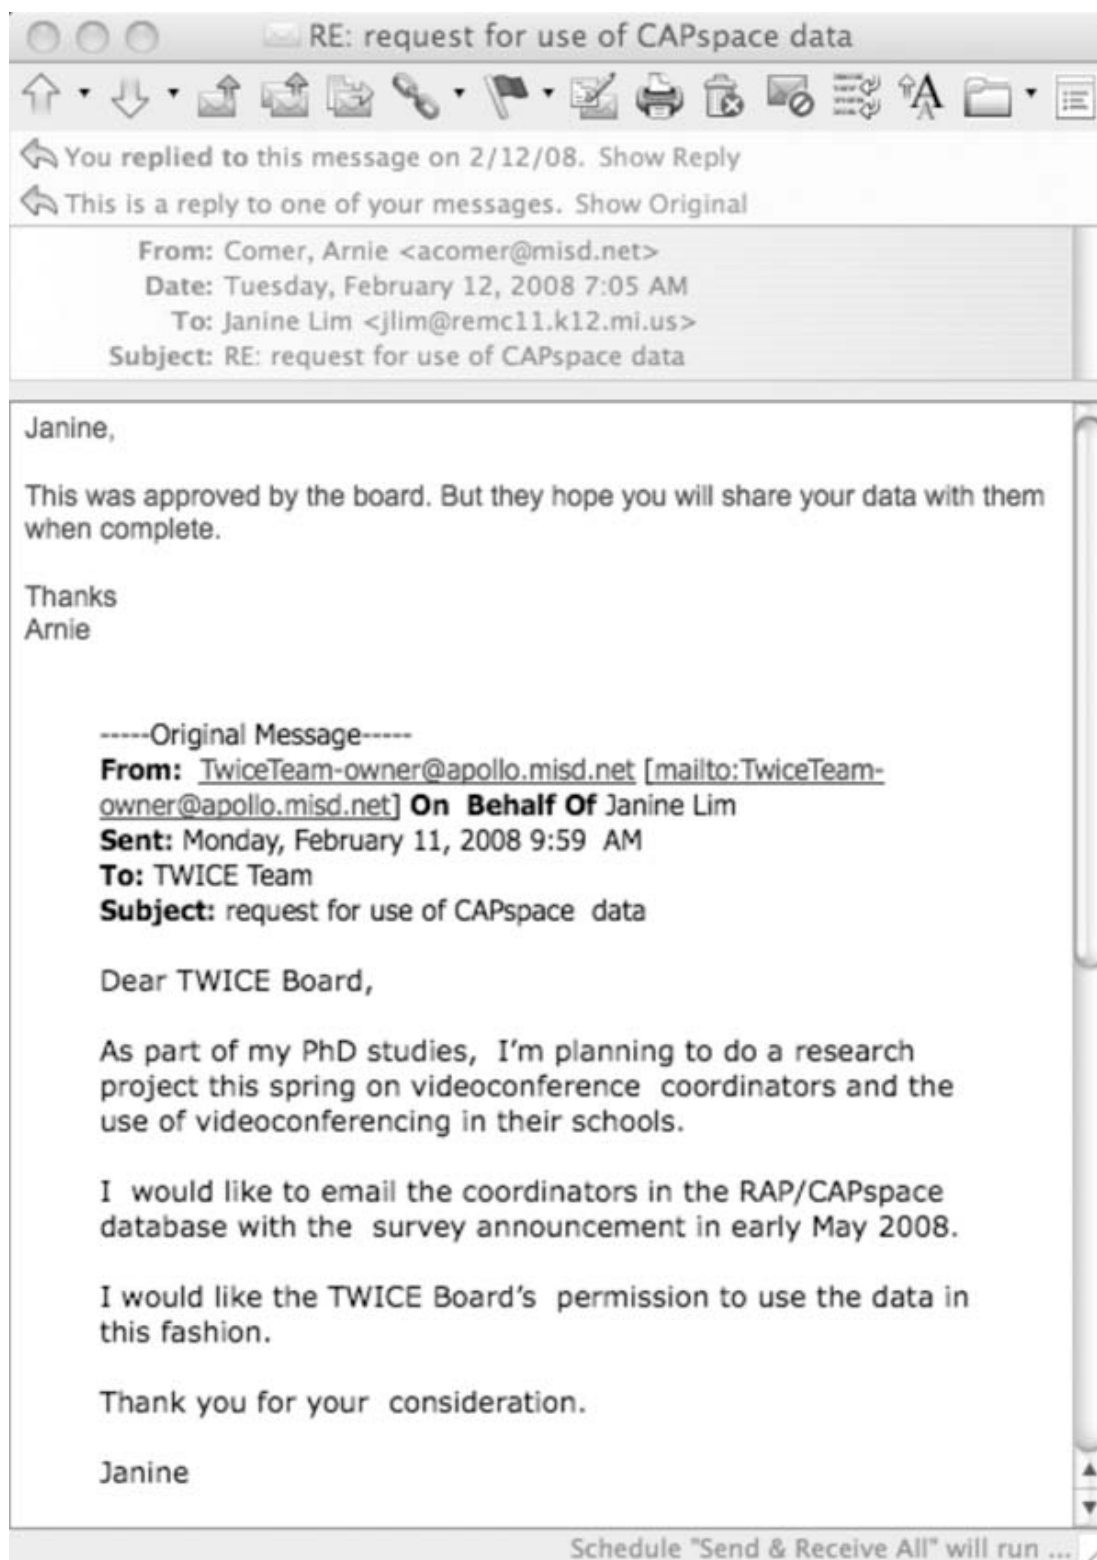 RE: request for use of CAPspace data
You replied to this message on 2/12/08. Show Reply
This is a reply to one of your messages. Show Original
From: Comer, Arnie <acomer@misd.net>
Date: Tuesday, February 12, 2008 7:05 AM
To: Janine Lim <jlim@remc11.k12.mi.us>
Subject: RE: request for use of CAPspace data
Janine,
This was approved by the board. But they hope you will share your data with them
when complete.
Thanks
Arnie
-----Original Message-----
From: TwiceTeam-owner@apollo.misd.net [mailto:TwiceTeam-
owner@apollo.misd.net] On Behalf Of Janine Lim
Sent: Monday, February 11, 2008 9:59 AM
To: TWICE Team
Subject: request for use of CAPspace data
Dear TWICE Board,
As part of my PhD studies, I'm planning to do a research
project this spring on videoconference coordinators and the
use of videoconferencing in their schools.
I would like to email the coordinators in the RAP/CAPspace
database with the survey announcement in early May 2008.
I would like the TWICE Board's permission to use the data in
this fashion.
Thank you for your consideration.
Janine
Schedule "Send & Receive All" will run ...